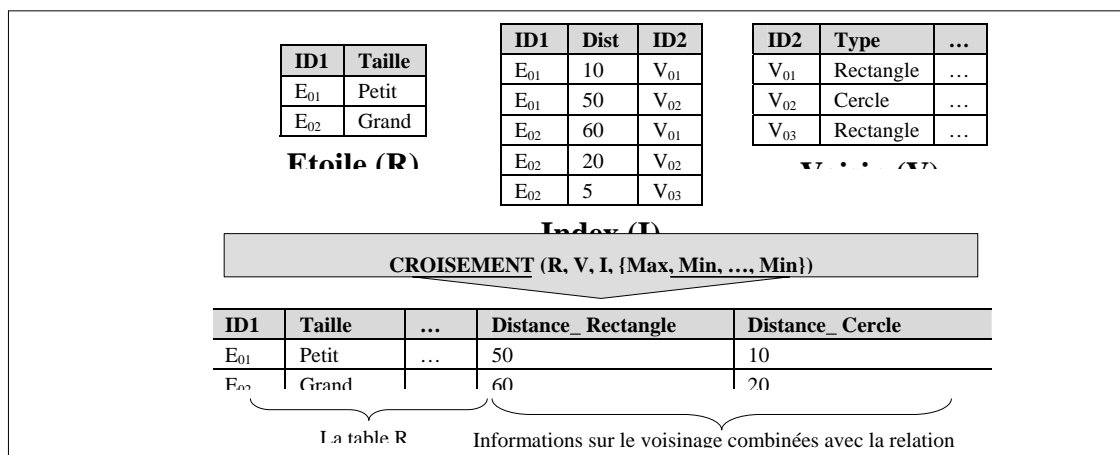 ID1 Taille
E01 Petit
E02 Grand
Etoile (R)
ID1 Dist ID2
E01 10 V01
E01 50 V02
E02 60 V01
E02 20 V02
E02 5 V03
Index (I)
ID2 Type …
V01 Rectangle …
V02 Cercle …
V03 Rectangle …
(V)
CROISEMENT (R, V, I, {Max, Min, …, Min})
ID1 Taille … Distance_ Rectangle Distance_ Cercle
E01 Petit … 50 10
E02 Grand 60 20
La table R
Informations sur le voisinage combinées avec la relation